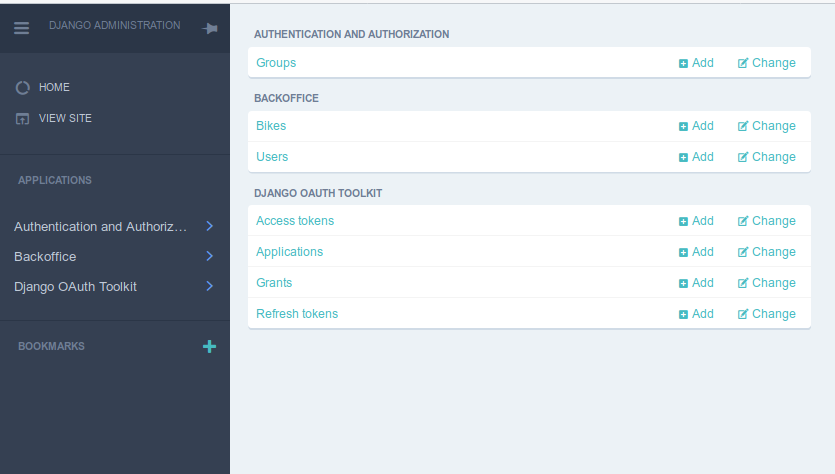 DJANGO ADMINISTRATION
HOME
VIEW SITE
APPLICATIONS
Authentication and Authoriz...
Backoffice
Django OAuth Toolkit
BOOKMARKS
AUTHENTICATION AND AUTHORIZATION
Groups Add Change
BACKOFFICE
Bikes Add Change
Users Add Change
DJANGO OAUTH TOOLKIT
Access tokens Add Change
Applications Add Change
Grants Add Change
Refresh tokens Add Change